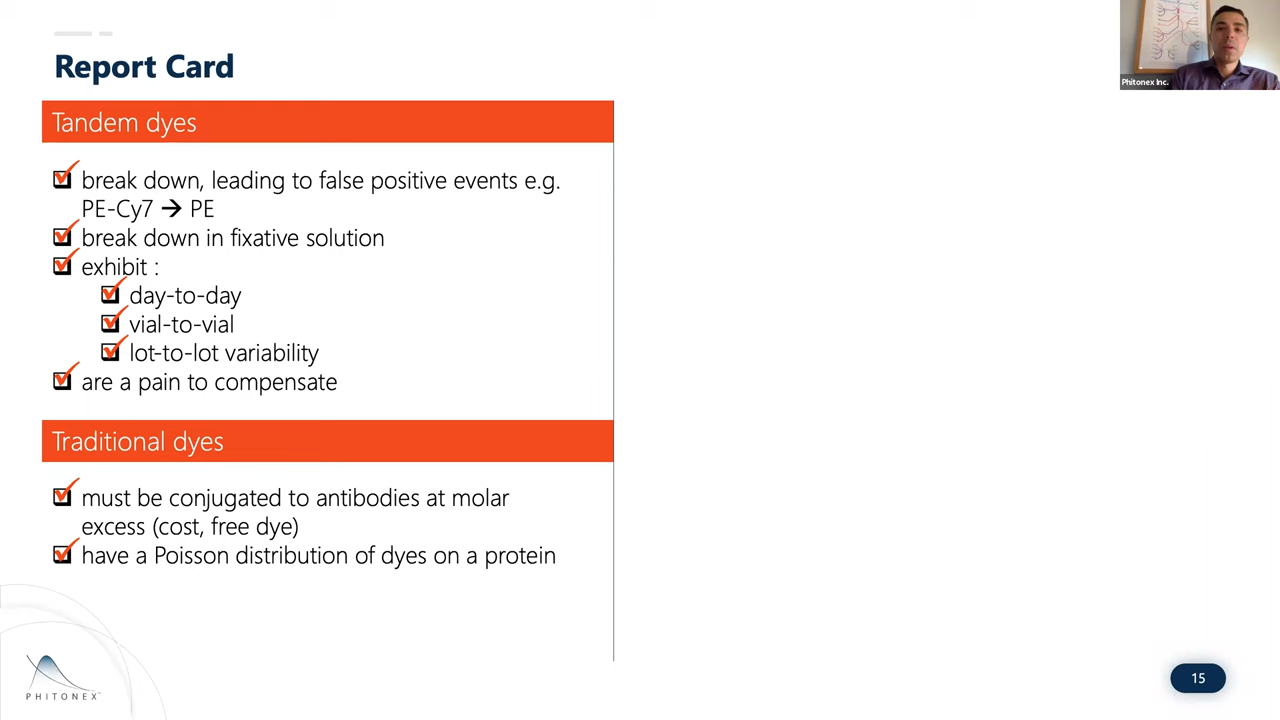 Report Card
Tandem dyes
break down, leading to false positive events e.g.
PE-Cy7 → PE
break down in fixative solution
exhibit :
day-to-day
vial-to-vial
lot-to-lot variability
are a pain to compensate
Traditional dyes
must be conjugated to antibodies at molar
excess (cost, free dye)
have a Poisson distribution of dyes on a protein
PHITONEX
15
Phitonex Inc.